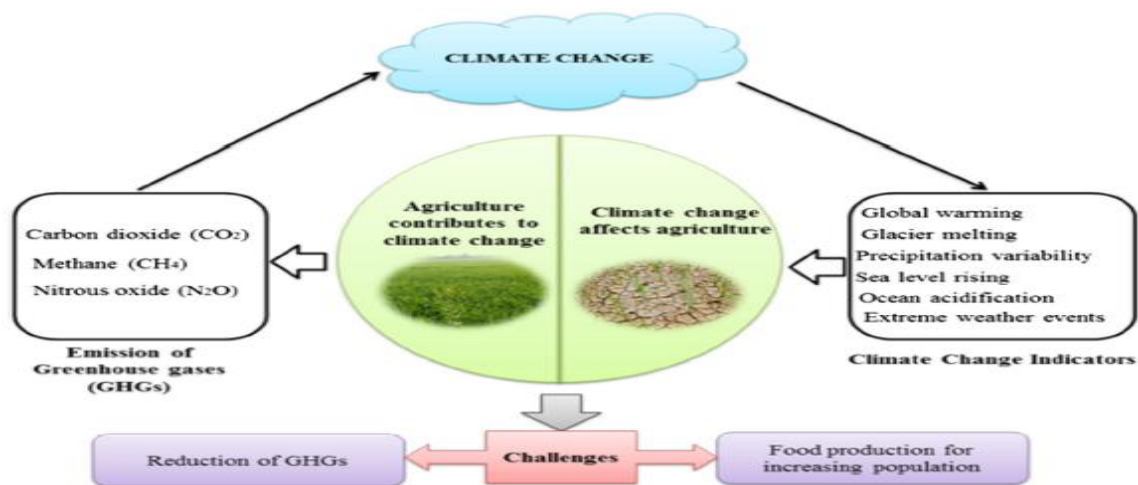 CLIMATE CHANGE
Carbon dioxide (CO₂)
Methane (CH₄)
Nitrous oxide (N₂O)
Emission of
Greenhouse gases
(GHGs)
Agriculture
contributes to
climate change
Climate change
affects agriculture
Global warming
Glacier melting
Precipitation variability
Sea level rising
Ocean acidification
Extreme weather events
Climate Change Indicators
Reduction of GHGs
Challenges
Food production for
increasing population